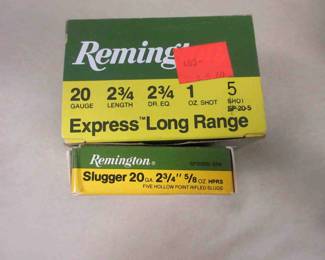 Remington
20 2¾ 2¾ 1 5
GAUGE LENGTH DR. EQ. OZ. SHOT SHOT
SP-20-5
Express™ Long Range
Remington
Slugger 20 GA. 2¾" 5/8 OZ. HPRS
FIVE HOLLOW POINT RIFLED SLUGS